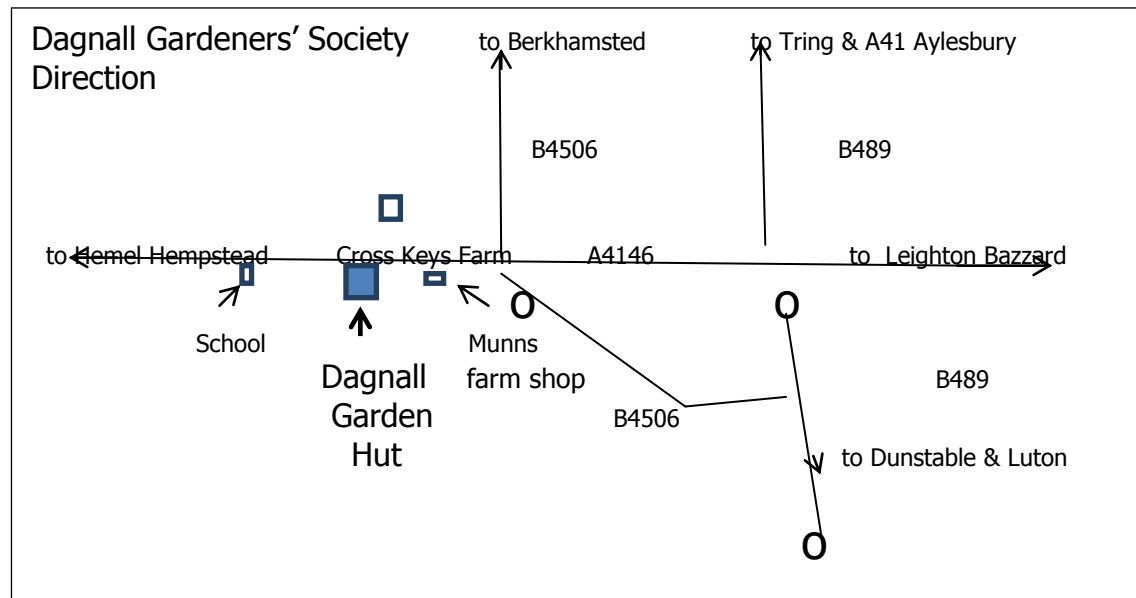 Dagnall Gardeners’ Society
Direction
to Berkhamsted
to Tring & A41 Aylesbury
B4506
B489
to Hemel Hempstead
Cross Keys Farm
A4146
to Leighton Bazzard
School
Munns
farm shop
Dagnall
Garden
Hut
O
O
B4506
B489
to Dunstable & Luton
O